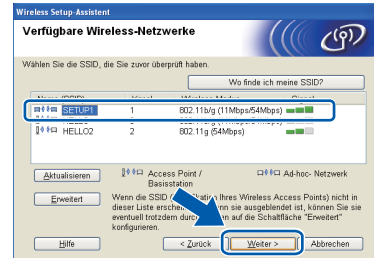 Wireless Setup-Assistent
Verfügbare Wireless-Netzwerke
Wählen Sie die SSID, die Sie zuvor überprüft haben.
Wo finde ich meine SSID?
SETUP1 1 802.11b/g (11Mbps/54Mbps)
HELLO2 2 802.11g (54Mbps)
Aktualisieren
Access Point / Basisstation
Ad-hoc- Netzwerk
Erweitert
Wenn die SSID Ihres Wireless Access Points) nicht in
dieser Liste wenn sie ausgeblendet ist, können Sie sie
eventuell trotzdem auf die Schaltfläche "Erweitert"
konfigurieren.
Hilfe
< Zurück
Weiter >
Abbrechen